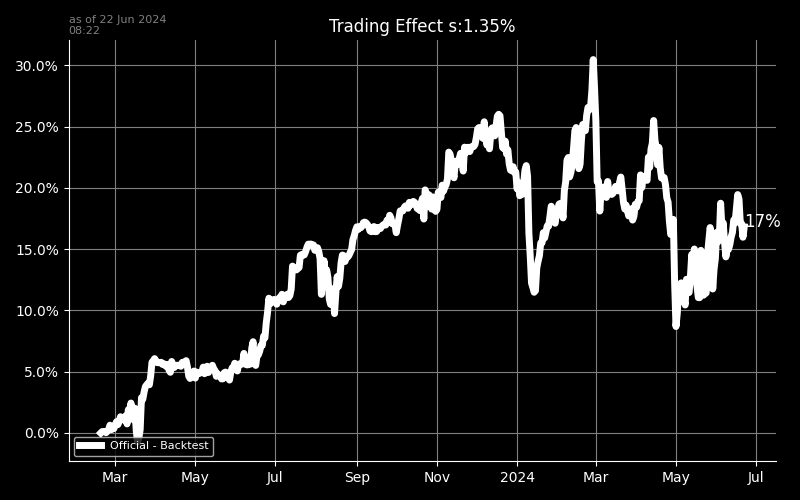 as of 22 Jun 2024
08:22
Trading Effect s:1.35%
30.0%
25.0%
20.0%
17%
15.0%
10.0%
5.0%
0.0%
Official - Backtest
Mar May Jul Sep Nov 2024 Mar May Jul